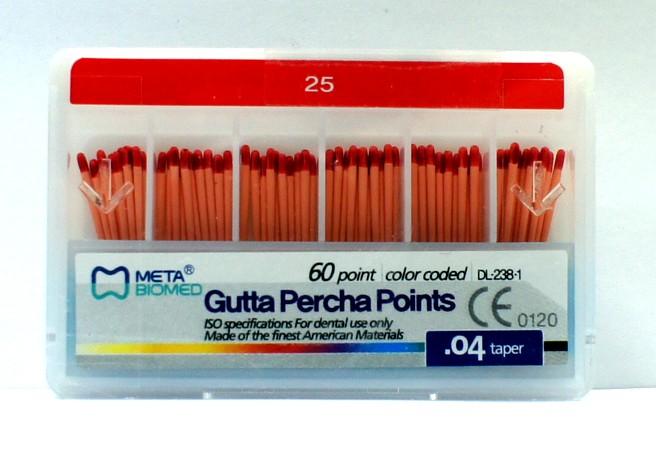 25
META®
BIOMED
60 point color coded DL-238-1
Gutta Percha Points
CE 0120
ISO specifications For dental use only
Made of the finest American Materials
.04 taper